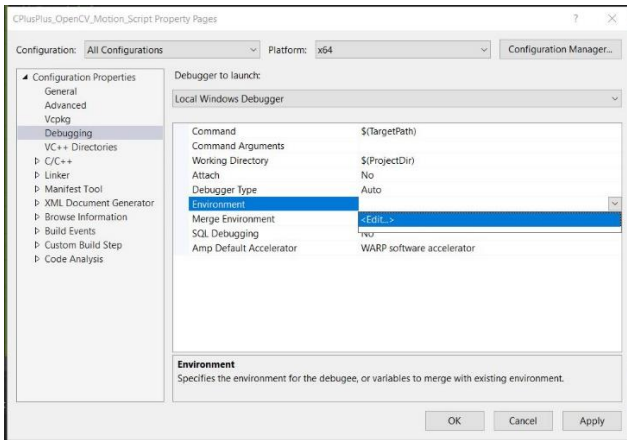 CPlusPlus_OpenCV_Motion_Script Property Pages
?
Configuration: All Configurations Platform: x64 Configuration Manager...
Configuration Properties
General
Advanced
Vcpkg
Debugging
VC++ Directories
C/C++
Linker
Manifest Tool
XML Document Generator
Browse Information
Build Events
Custom Build Step
Code Analysis
Debugger to launch:
Local Windows Debugger
Command $(TargetPath)
Command Arguments
Working Directory $(ProjectDir)
Attach No
Debugger Type Auto
Environment
Merge Environment <Edit...>
SQL Debugging No
Amp Default Accelerator WARP software accelerator
Environment
Specifies the environment for the debugee, or variables to merge with existing environment.
OK Cancel Apply